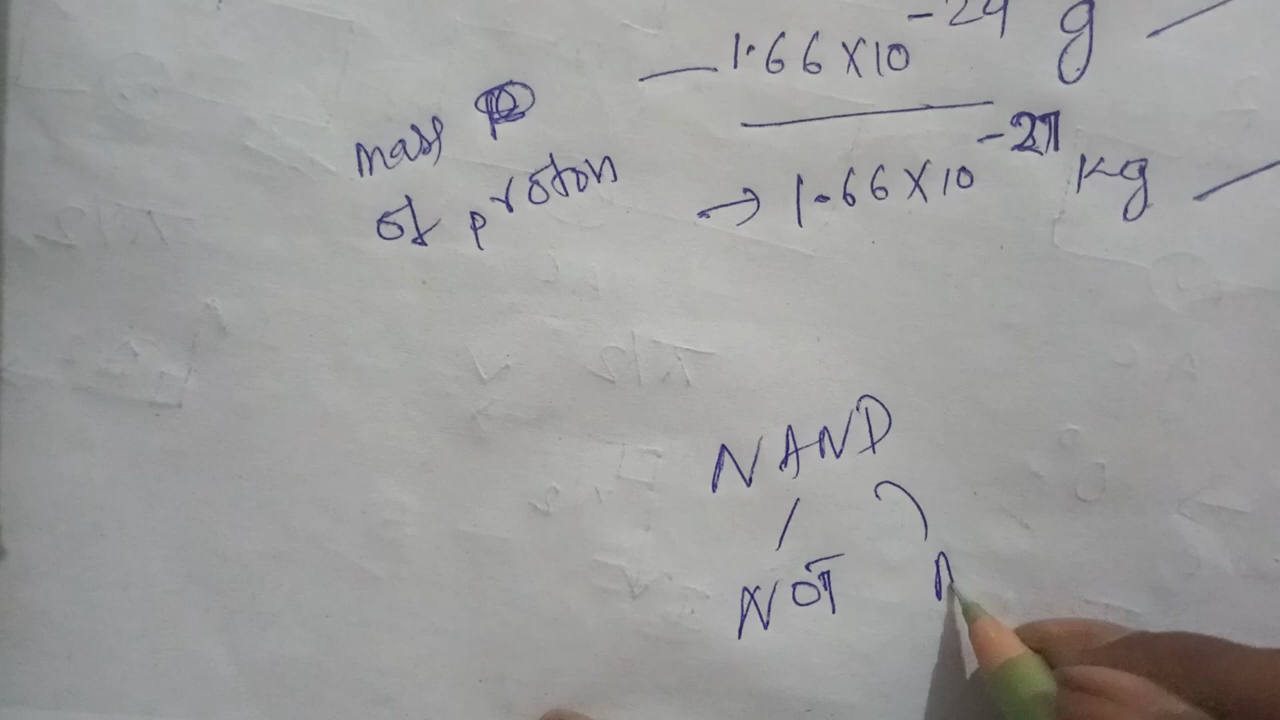 — 1.66 × 10⁻²⁴ g
mass
of proton → 1.66 × 10⁻²⁷ Kg
NAND
NOT A